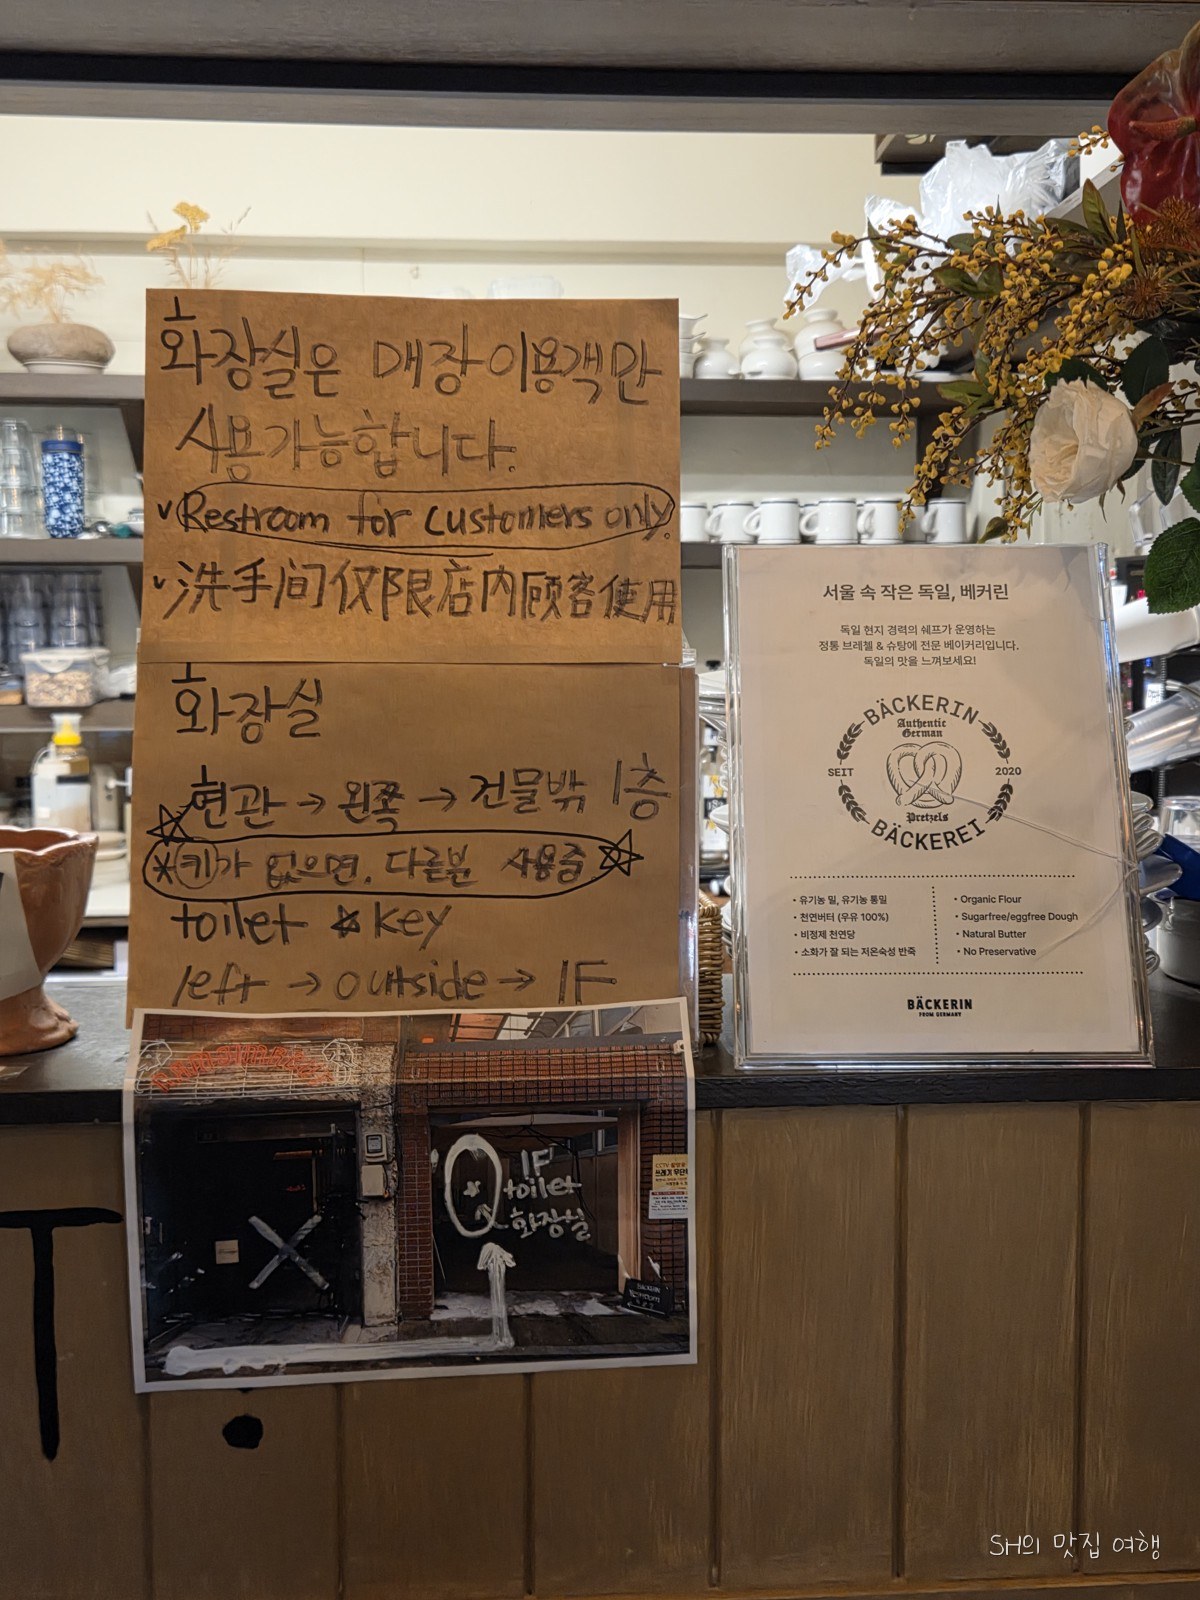 화장실은 매장이용객만
사용가능합니다.
✓ Restroom for customers only.
✓ 洗手间仅限店内顾客使用
화장실
☆ 현관 → 왼쪽 → 건물밖 1층
*키가 없으면, 다른분 사용중 ☆
toilet ☆ key
left → outside → 1F
1F
toilet
화장실
서울 속 작은 독일, 베커린
독일 현지 경력의 쉐프가 운영하는
정통 브레첼 & 슈탕에 전문 베이커리입니다.
독일의 맛을 느껴보세요!
BÄCKERIN
Authentic
German
SEIT 2020
Pretzels
BÄCKEREI
• 유기농 밀, 유기농 통밀
• 천연버터 (우유 100%)
• 비정제 천연당
• 소화가 잘 되는 저온숙성 반죽
• Organic Flour
• Sugarfree/eggfree Dough
• Natural Butter
• No Preservative
BÄCKERIN
FROM GERMANY
T
SH의 맛집 여행